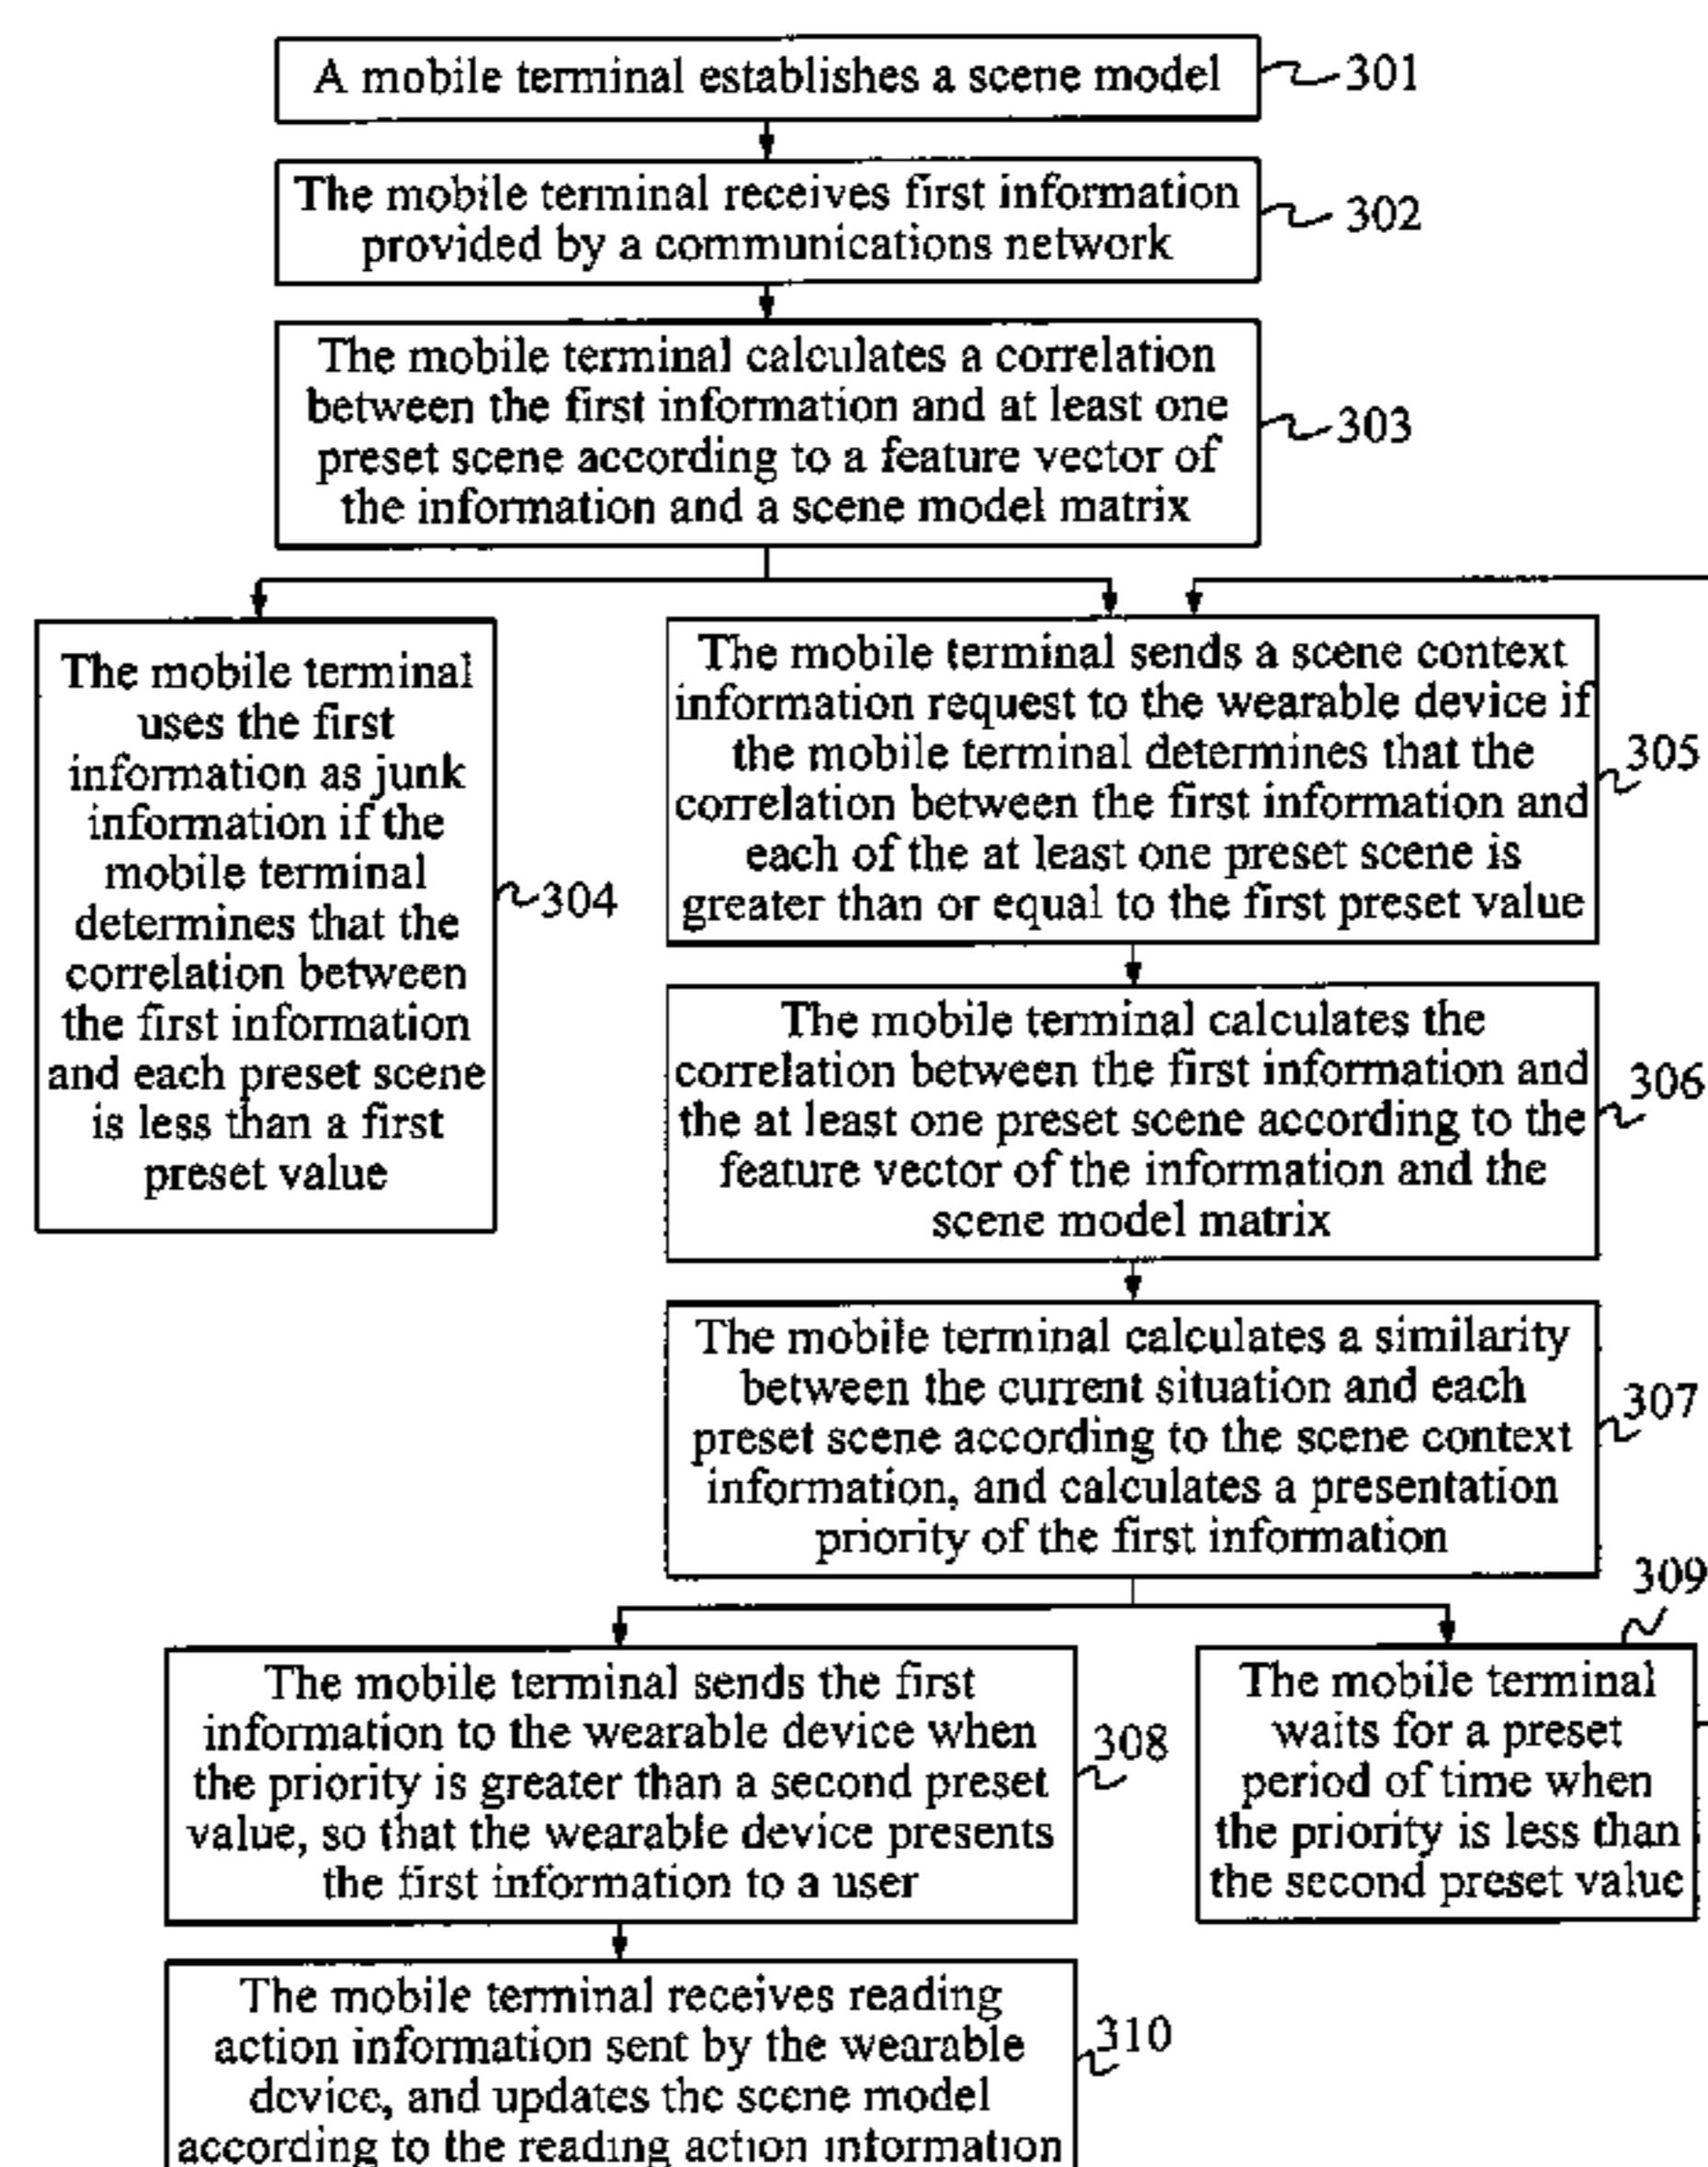 A mobile terminal establishes a scene model
301
The mobile terminal receives first information
provided by a communications network
302
The mobile terminal calculates a correlation
between the first information and at least one
preset scene according to a feature vector of
the information and a scene model matrix
303
The mobile terminal
uses the first
information as junk
information if the
mobile terminal
determines that the
correlation between
the first information
and each preset scene
is less than a first
preset value
304
The mobile terminal sends a scene context
information request to the wearable device if
the mobile terminal determines that the
correlation between the first information and
each of the at least one preset scene is
greater than or equal to the first preset value
305
The mobile terminal calculates the
correlation between the first information and
the at least one preset scene according to the
feature vector of the information and the
scene model matrix
306
The mobile terminal calculates a similarity
between the current situation and each
preset scene according to the scene context
information, and calculates a presentation
priority of the first information
307
The mobile terminal sends the first
information to the wearable device when
the priority is greater than a second preset
value, so that the wearable device presents
the first information to a user
308
309
The mobile terminal
waits for a preset
period of time when
the priority is less than
the second preset value
The mobile terminal receives reading
action information sent by the wearable
device, and updates the scene model
according to the reading action information
310